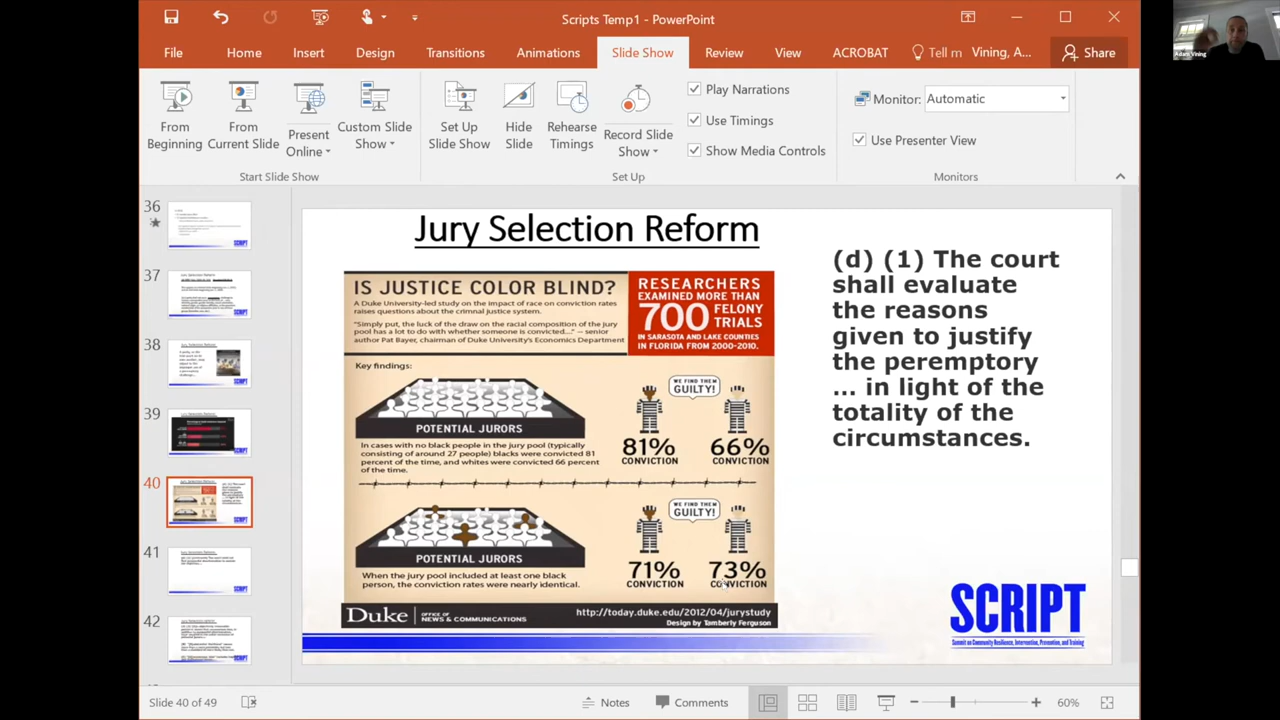 Scripts Temp1 - PowerPoint
File
Home
Insert
Design
Transitions
Animations
Slide Show
Review
View
ACROBAT
Tell m
Vining, A...
Share
From
Beginning
From
Current Slide
Present
Online
Custom Slide
Show
Set Up
Slide Show
Hide
Slide
Rehearse
Timings
Record Slide
Show
Play Narrations
Use Timings
Show Media Controls
Monitor:
Automatic
Use Presenter View
Start Slide Show
Set Up
Monitors
Adam Vining
36
37
38
39
40
41
42
Jury Selection Reform
IS JUSTICE COLOR BLIND?
A Duke University-led study on the impact of race on conviction rates
raises questions about the criminal justice system.
"Simply put, the luck of the draw on the racial composition of the jury
pool has a lot to do with whether someone is convicted...." — senior
author Pat Bayer, chairman of Duke University's Economics Department
RESEARCHERS
EXAMINED MORE THAN
700 FELONY
TRIALS
IN SARASOTA AND LAKE COUNTIES
IN FLORIDA FROM 2000-2010.
Key findings:
POTENTIAL JURORS
In cases with no black people in the jury pool (typically
consisting of around 27 people) blacks were convicted 81
percent of the time, and whites were convicted 66 percent
of the time.
WE FIND THEM
GUILTY!
81%
CONVICTION
66%
CONVICTION
POTENTIAL JURORS
When the jury pool included at least one black
person, the conviction rates were nearly identical.
WE FIND THEM
GUILTY!
71%
CONVICTION
73%
CONVICTION
Duke
OFFICE OF
NEWS & COMMUNICATIONS
http://today.duke.edu/2012/04/jurystudy
Design by Tamberly Ferguson
(d) (1) The court
shall evaluate
the reasons
given to justify
the peremptory
... in light of the
totality of the
circumstances.
SCRIPT
Summit on Community Resilience, Intervention, Prevention, and Training
Slide 40 of 49
Notes
Comments
60%